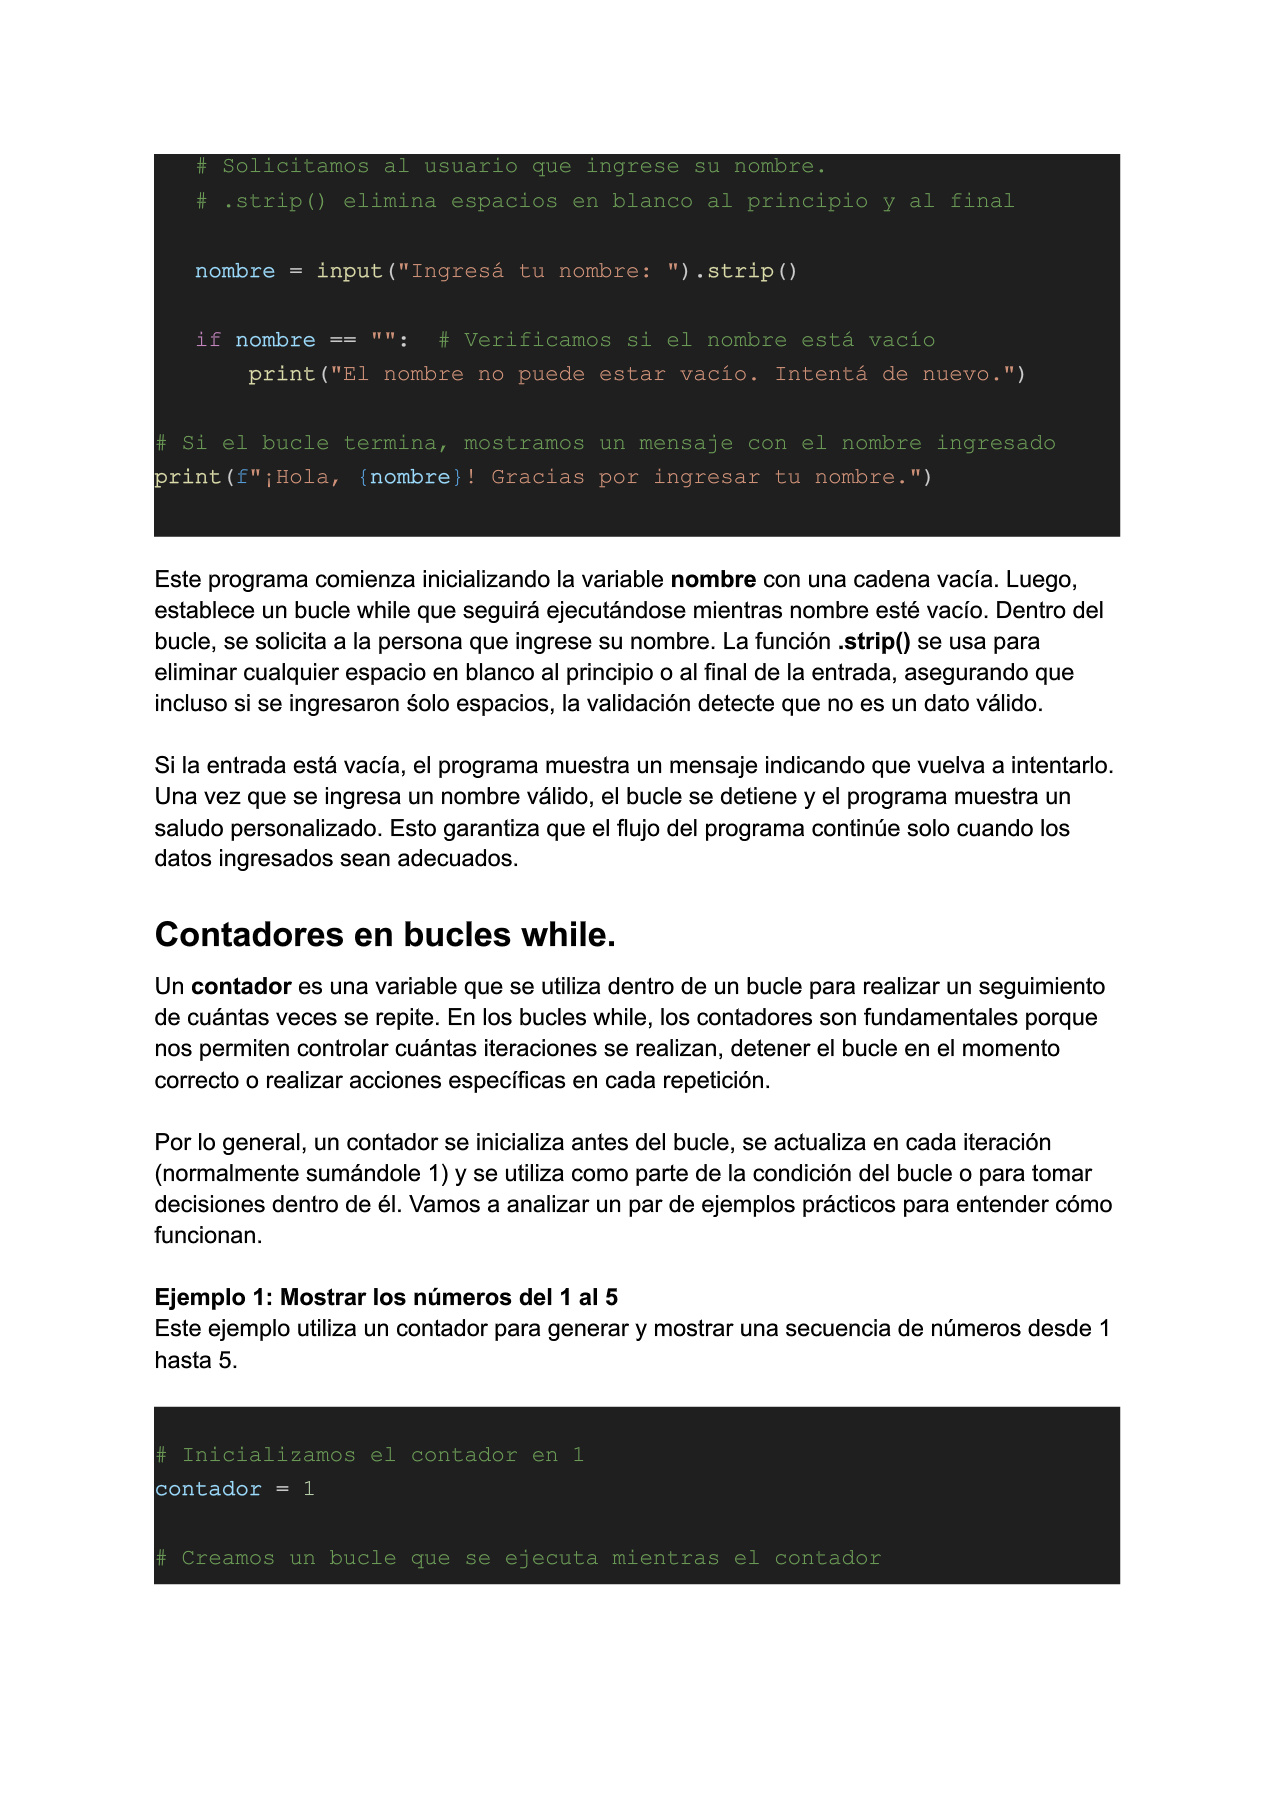 # Solicitamos al usuario que ingrese su nombre.
# .strip() elimina espacios en blanco al principio y al final
nombre = input("Ingresá tu nombre: ").strip()
if nombre == "":  # Verificamos si el nombre está vacío
print("El nombre no puede estar vacío. Intentá de nuevo.")
# Si el bucle termina, mostramos un mensaje con el nombre ingresado
print(f"¡Hola, {nombre}! Gracias por ingresar tu nombre.")
Este programa comienza inicializando la variable nombre con una cadena vacía. Luego,
establece un bucle while que seguirá ejecutándose mientras nombre esté vacío. Dentro del
bucle, se solicita a la persona que ingrese su nombre. La función .strip() se usa para
eliminar cualquier espacio en blanco al principio o al final de la entrada, asegurando que
incluso si se ingresaron śolo espacios, la validación detecte que no es un dato válido.
Si la entrada está vacía, el programa muestra un mensaje indicando que vuelva a intentarlo.
Una vez que se ingresa un nombre válido, el bucle se detiene y el programa muestra un
saludo personalizado. Esto garantiza que el flujo del programa continúe solo cuando los
datos ingresados sean adecuados.
Contadores en bucles while.
Un contador es una variable que se utiliza dentro de un bucle para realizar un seguimiento
de cuántas veces se repite. En los bucles while, los contadores son fundamentales porque
nos permiten controlar cuántas iteraciones se realizan, detener el bucle en el momento
correcto o realizar acciones específicas en cada repetición.
Por lo general, un contador se inicializa antes del bucle, se actualiza en cada iteración
(normalmente sumándole 1) y se utiliza como parte de la condición del bucle o para tomar
decisiones dentro de él. Vamos a analizar un par de ejemplos prácticos para entender cómo
funcionan.
Ejemplo 1: Mostrar los números del 1 al 5
Este ejemplo utiliza un contador para generar y mostrar una secuencia de números desde 1
hasta 5.
# Inicializamos el contador en 1
contador = 1
# Creamos un bucle que se ejecuta mientras el contador